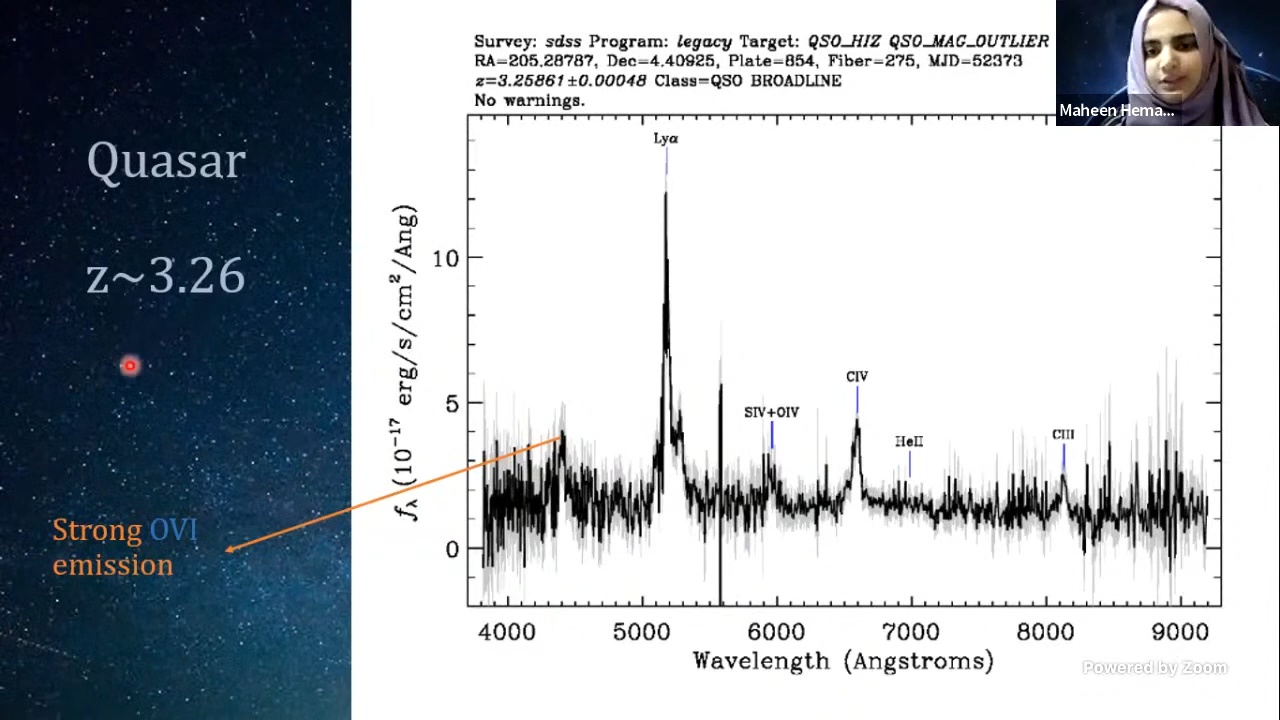 Quasar
z~3.26
Strong OVI
emission
Survey: sdss Program: legacy Target: QSO_HIZ QSO_MAG_OUTLIER
RA=205.28787, Dec=4.40925, Plate=854, Fiber=275, MJD=52373
z=3.25861±0.00048 Class=QSO BROADLINE
No warnings.
Maheen Hema...
Lyα
SIV+OIV
CIV
HeII
CIII
fλ (10⁻¹⁷ erg/s/cm²/Ang)
10
5
0
4000 5000 6000 7000 8000 9000
Wavelength (Angstroms)
Powered by Zoom